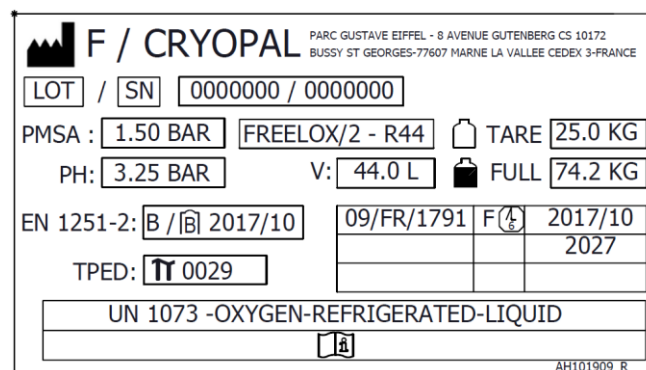 F / CRYOPAL PARC GUSTAVE EIFFEL - 8 AVENUE GUTENBERG CS 10172
BUSSY ST GEORGES-77607 MARNE LA VALLEE CEDEX 3-FRANCE
LOT / SN 0000000 / 0000000
PMSA : 1.50 BAR FREELOX/2 - R44 TARE 25.0 KG
PH: 3.25 BAR V: 44.0 L FULL 74.2 KG
EN 1251-2: B / B 2017/10 09/FR/1791 F 6 2017/10
2027
TPED: π 0029
UN 1073 -OXYGEN-REFRIGERATED-LIQUID
AH101909_R